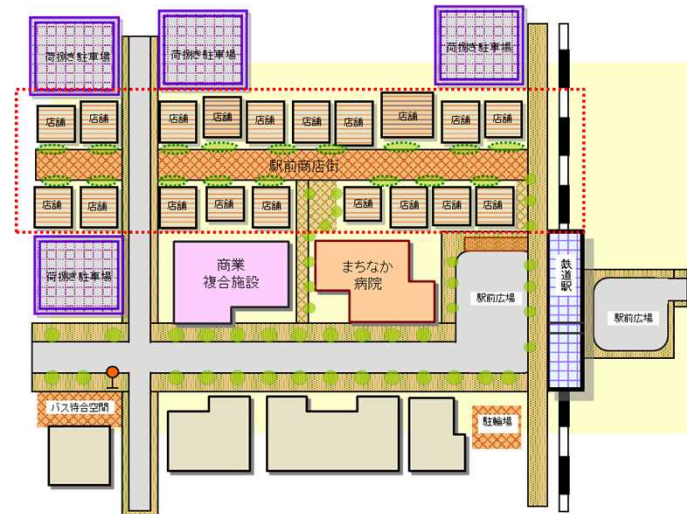 荷捌き駐車場
荷捌き駐車場
荷捌き駐車場
店舗
店舗
店舗
店舗
店舗
店舗
店舗
店舗
店舗
店舗
駅前商店街
店舗
店舗
店舗
店舗
店舗
店舗
店舗
店舗
店舗
荷捌き駐車場
商業
複合施設
まちなか
病院
鉄道駅
駅前広場
駅前広場
バス待合空間
駐輪場